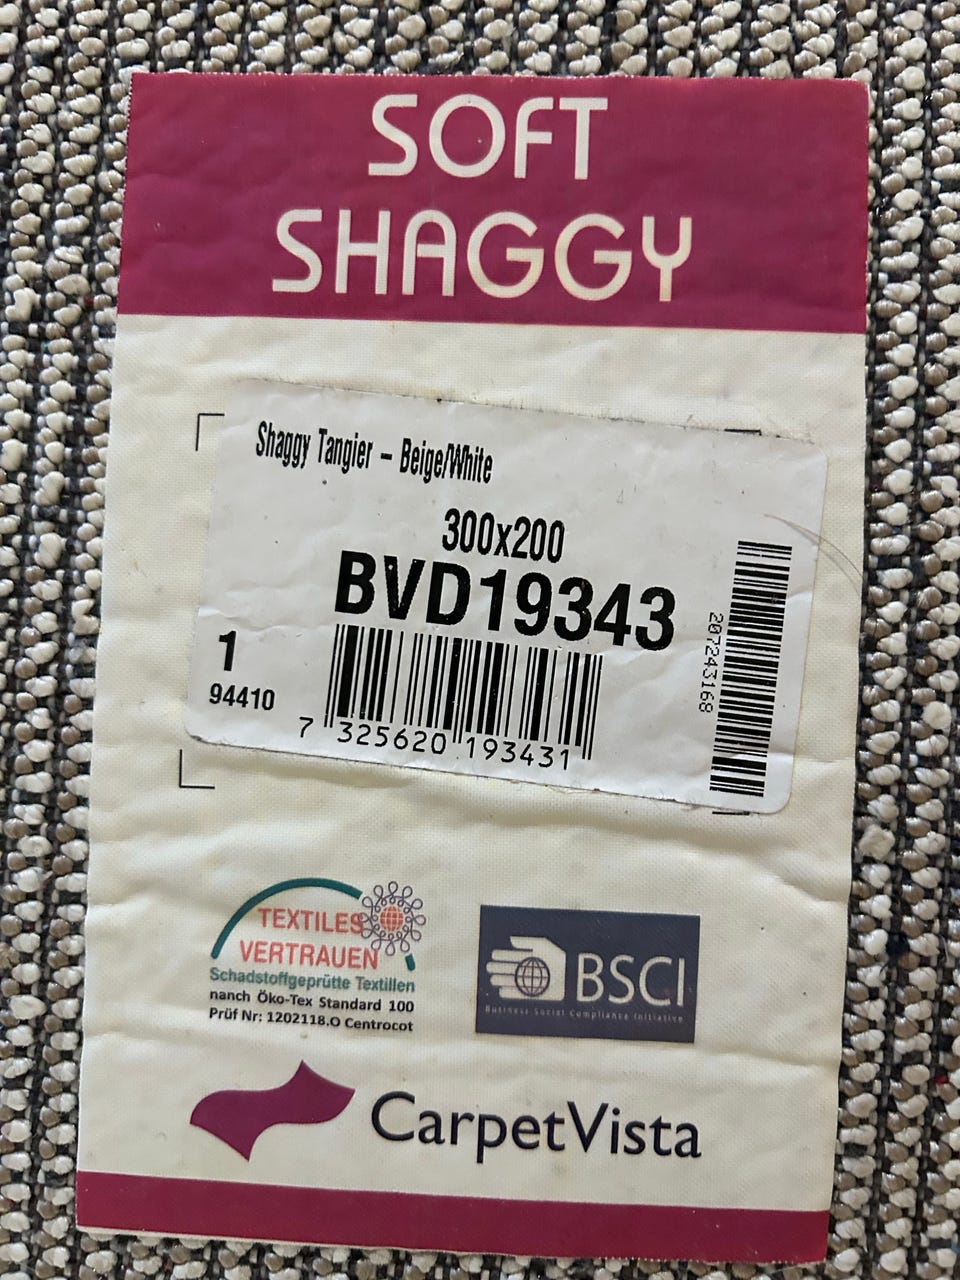 SOFT
SHAGGY
Shaggy Tangier – Beige/White
300x200
BVD19343
1
94410
7 325620 193431
207243168
TEXTILES
VERTRAUEN
Schadstoffgeprütte Textillen
nanch Öko-Tex Standard 100
Prüf Nr: 1202118.O Centrocot
BSCI
Business Social Compliance Initiative
CarpetVista